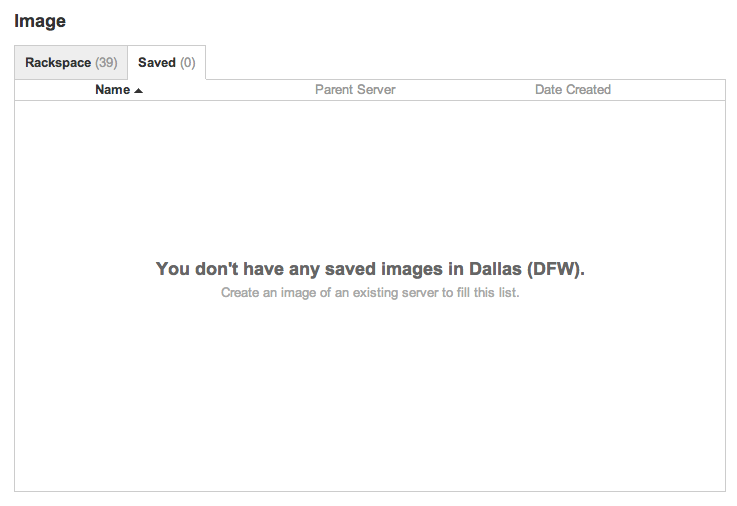 Image
Rackspace (39) Saved (0)
Name Parent Server Date Created
You don't have any saved images in Dallas (DFW).
Create an image of an existing server to fill this list.